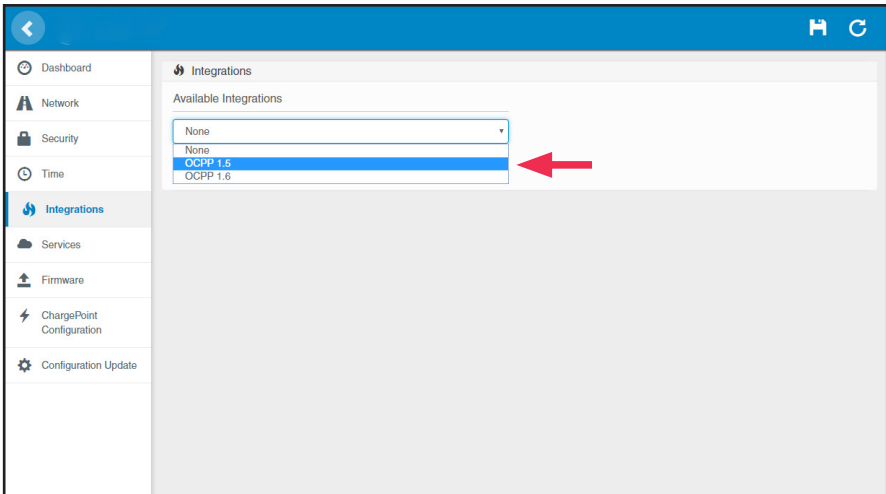 Dashboard
Network
Security
Time
Integrations
Services
Firmware
ChargePoint
Configuration
Configuration Update
Integrations
Available Integrations
None
None
OCPP 1.5
OCPP 1.6